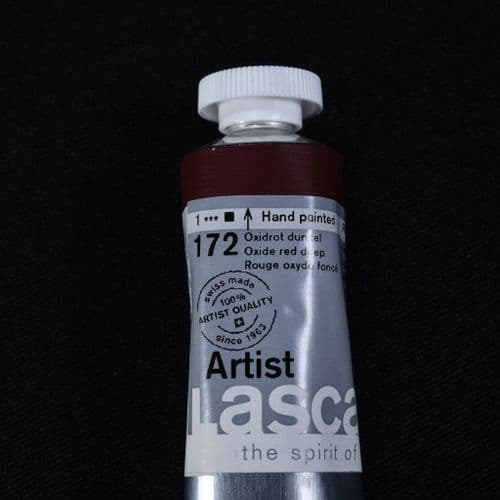 1 *** ■ ↑ Hand painted
172
Oxidrot dunkel
Oxide red deep
Rouge oxyde foncé
swiss made
100%
ARTIST QUALITY
since 1963
Artist
Lasca
the spirit of